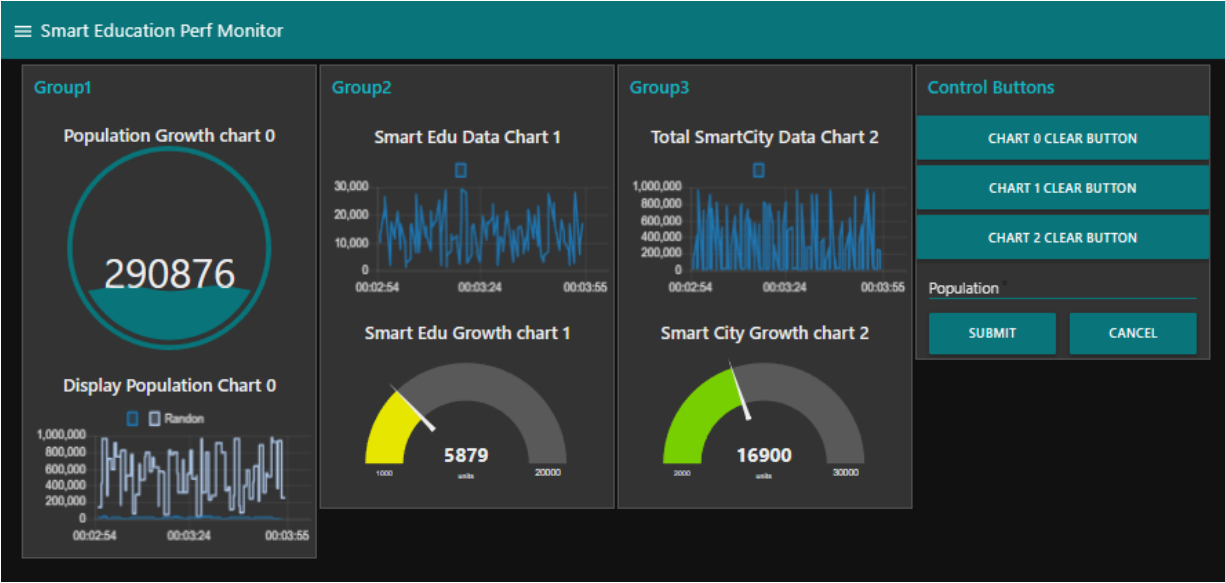 Smart Education Perf Monitor
Group1
Population Growth chart 0
290876
Display Population Chart 0
Randon
1,000,000
800,000
600,000
400,000
200,000
0
00:02:54 00:03:24 00:03:55
Group2
Smart Edu Data Chart 1
30,000
20,000
10,000
0
00:02:54 00:03:24 00:03:55
Smart Edu Growth chart 1
5879
units
1000 20000
Group3
Total SmartCity Data Chart 2
1,000,000
800,000
600,000
400,000
200,000
0
00:02:54 00:03:24 00:03:55
Smart City Growth chart 2
16900
units
2000 30000
Control Buttons
CHART 0 CLEAR BUTTON
CHART 1 CLEAR BUTTON
CHART 2 CLEAR BUTTON
Population
SUBMIT CANCEL